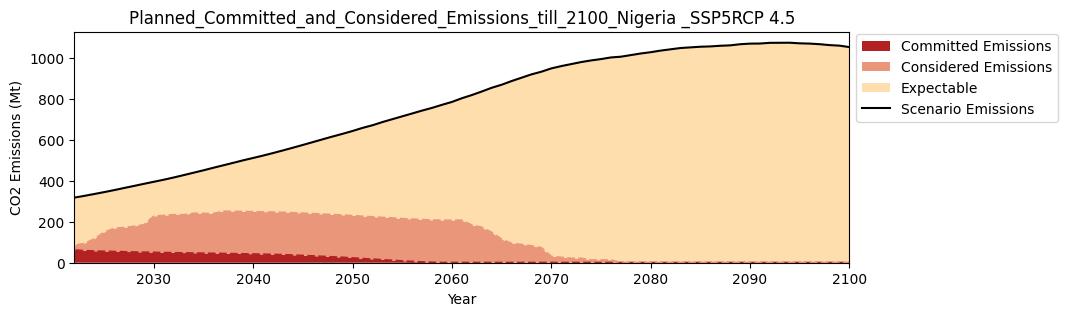 Planned_Committed_and_Considered_Emissions_till_2100_Nigeria _SSP5RCP 4.5
CO2 Emissions (Mt)
1000
800
600
400
200
0
2030 2040 2050 2060 2070 2080 2090 2100
Year
Committed Emissions
Considered Emissions
Expectable
Scenario Emissions